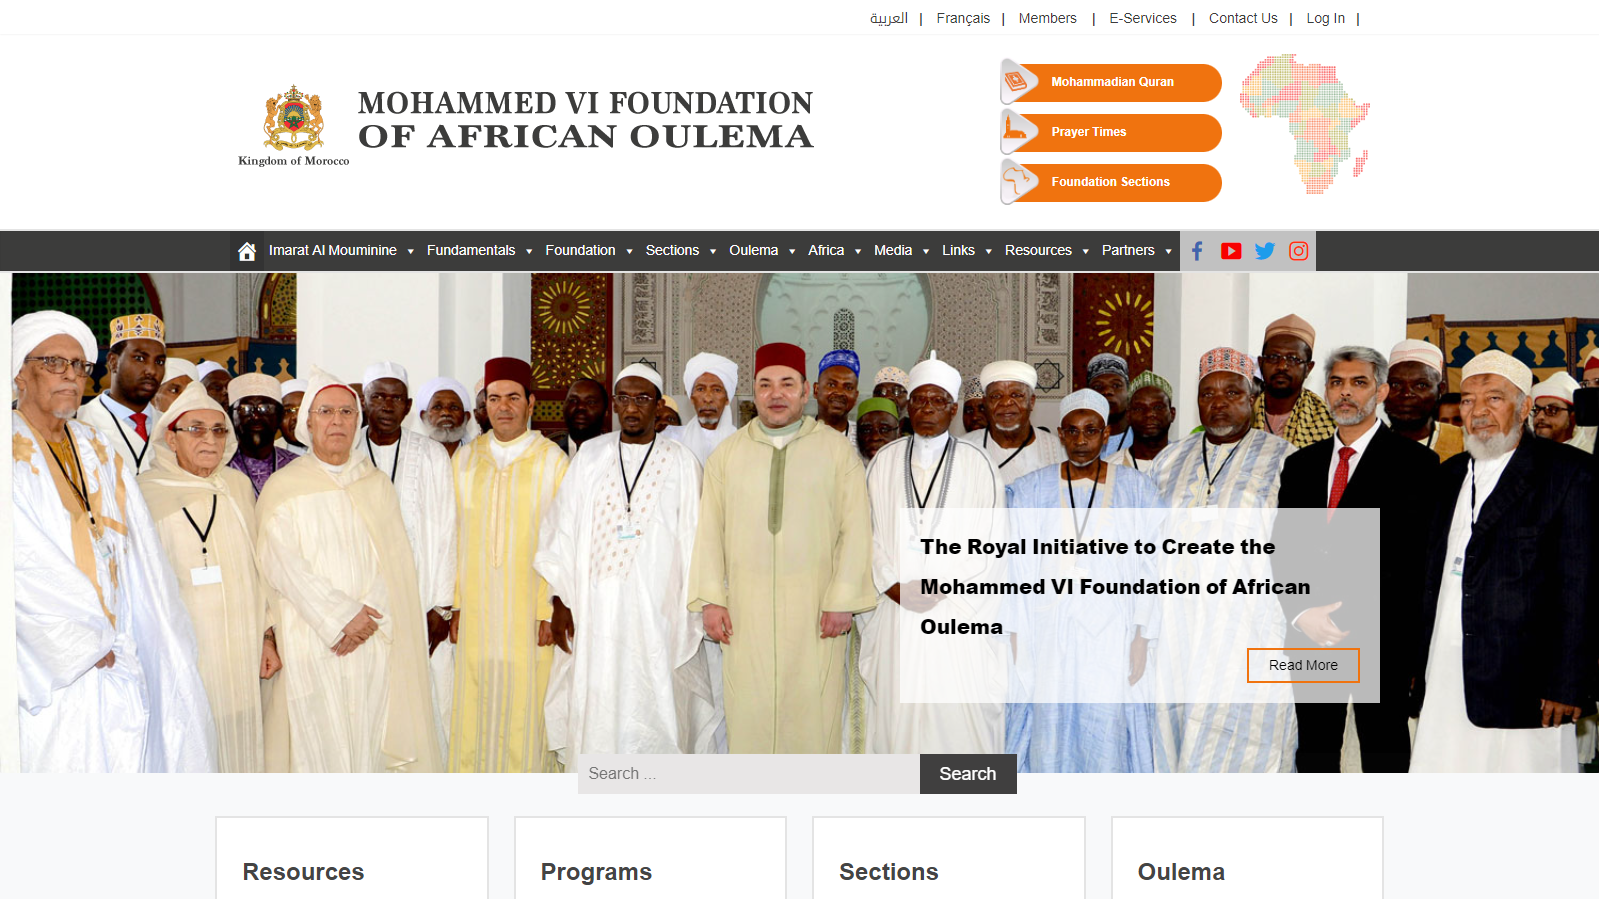 العربية | Français | Members | E-Services | Contact Us | Log In |
MOHAMMED VI FOUNDATION
OF AFRICAN OULEMA
Kingdom of Morocco
Mohammadian Quran
Prayer Times
Foundation Sections
Imarat Al Mouminine Fundamentals Foundation Sections Oulema Africa Media Links Resources Partners
The Royal Initiative to Create the
Mohammed VI Foundation of African
Oulema
Read More
Search ... Search
Resources Programs Sections Oulema